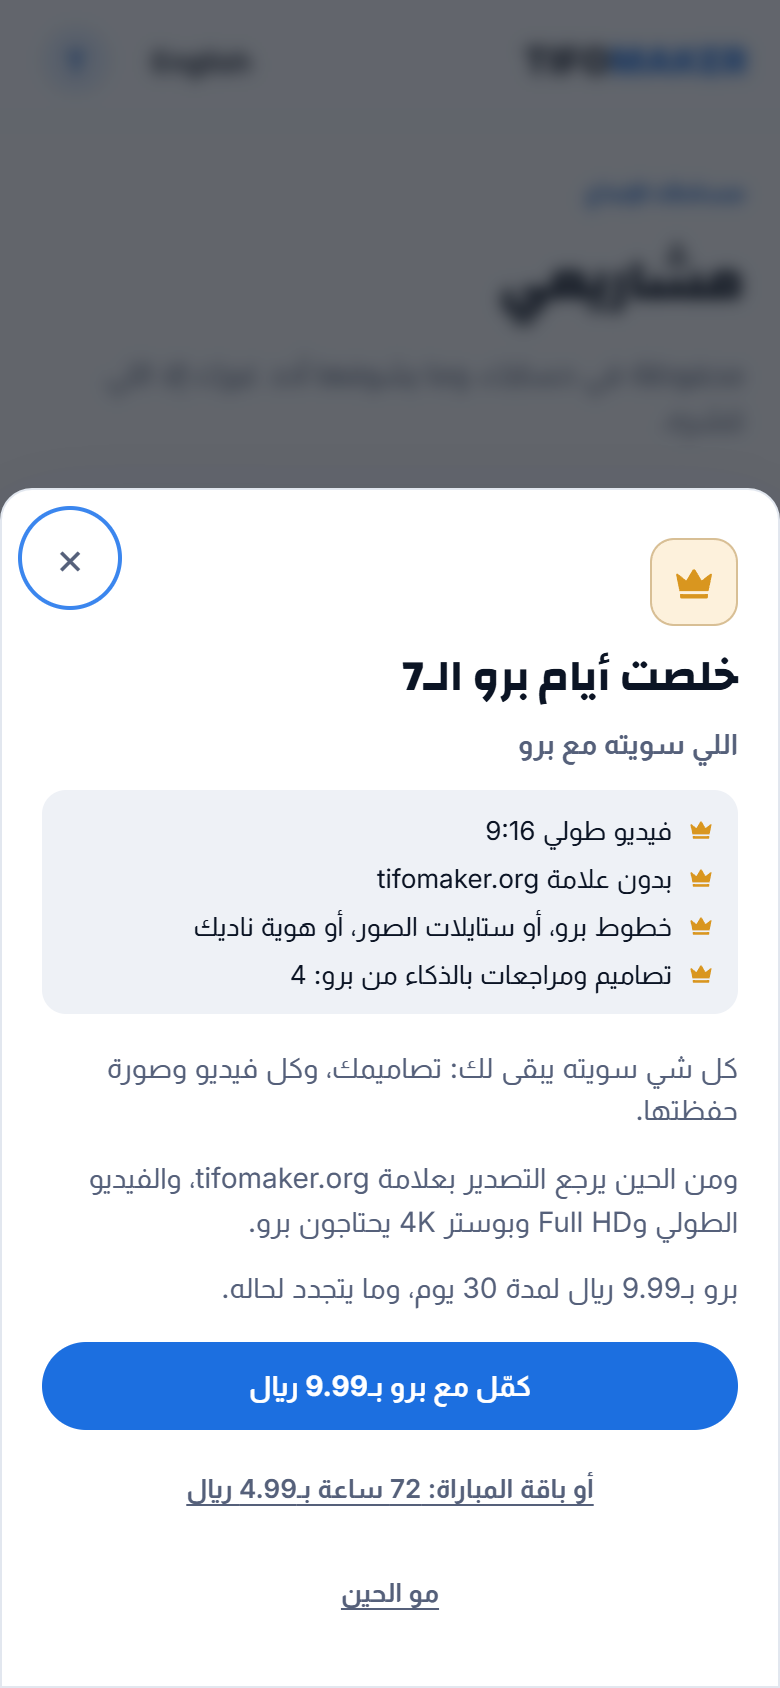 TIFOMAKER
English
مشاريعي
خلصت أيام برو الـ7
اللي سويته مع برو
فيديو طولي 9:16
بدون علامة tifomaker.org
خطوط برو، أو ستايلات الصور، أو هوية ناديك
تصاميم ومراجعات بالذكاء من برو: 4
كل شي سويته يبقى لك: تصاميمك، وكل فيديو وصورة
حفظتها.
ومن الحين يرجع التصدير بعلامة tifomaker.org، والفيديو
الطولي وFull HD وبوستر 4K يحتاجون برو.
برو بـ9.99 ريال لمدة 30 يوم، وما يتجدد لحاله.
كمّل مع برو بـ9.99 ريال
أو باقة المباراة: 72 ساعة بـ4.99 ريال
مو الحين